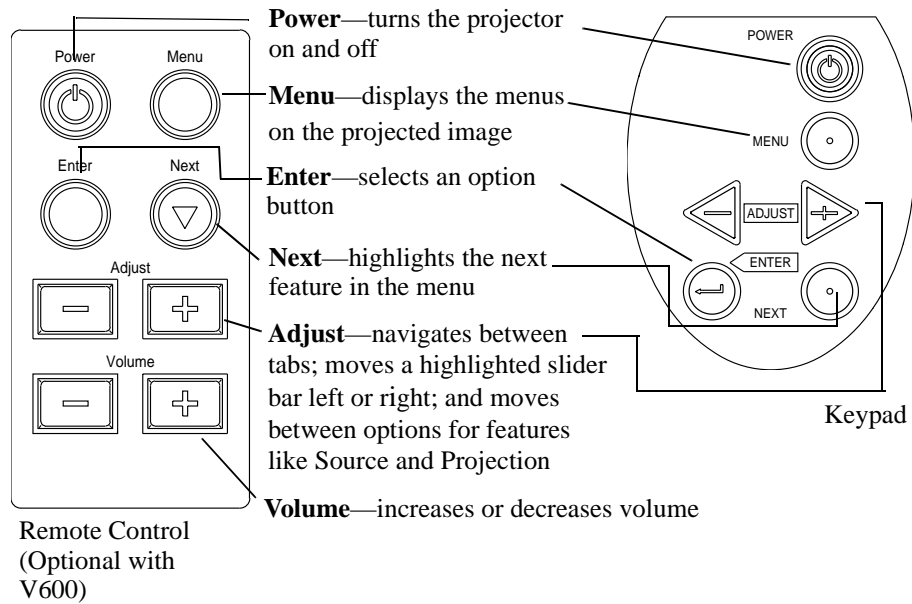 Power
Menu
Enter
Next
Adjust
Volume
Remote Control
(Optional with
V600)
Power—turns the projector
on and off
Menu—displays the menus
on the projected image
Enter—selects an option
button
Next—highlights the next
feature in the menu
Adjust—navigates between
tabs; moves a highlighted slider
bar left or right; and moves
between options for features
like Source and Projection
Volume—increases or decreases volume
POWER
MENU
ADJUST
ENTER
NEXT
Keypad